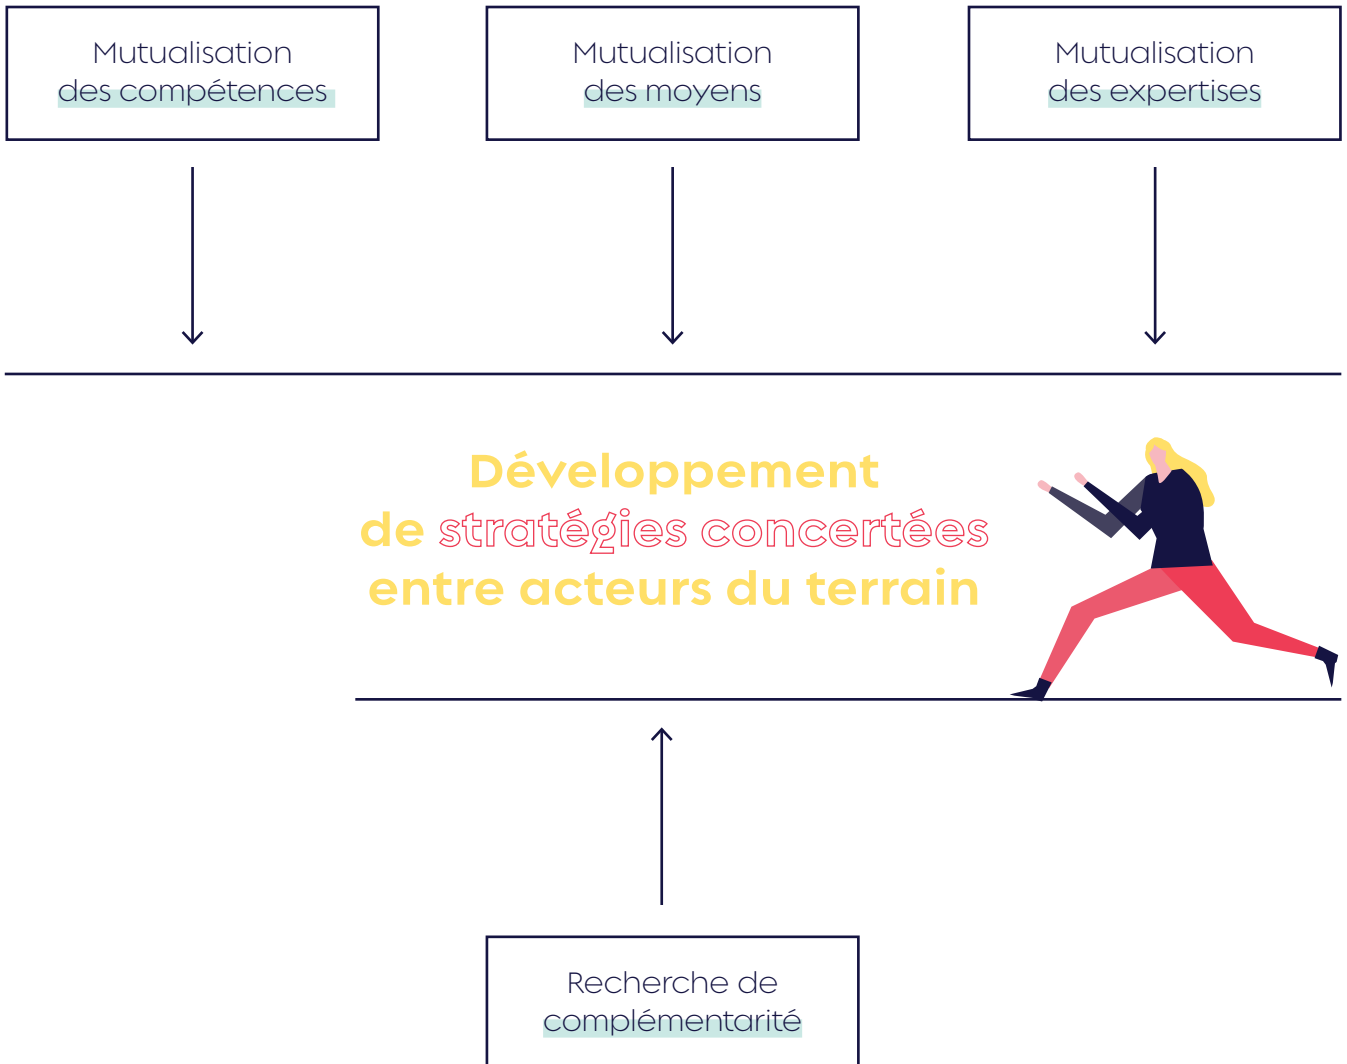 Mutualisation
des compétences
Mutualisation
des moyens
Mutualisation
des expertises
Développement
de stratégies concertées
entre acteurs du terrain
Recherche de
complémentarité